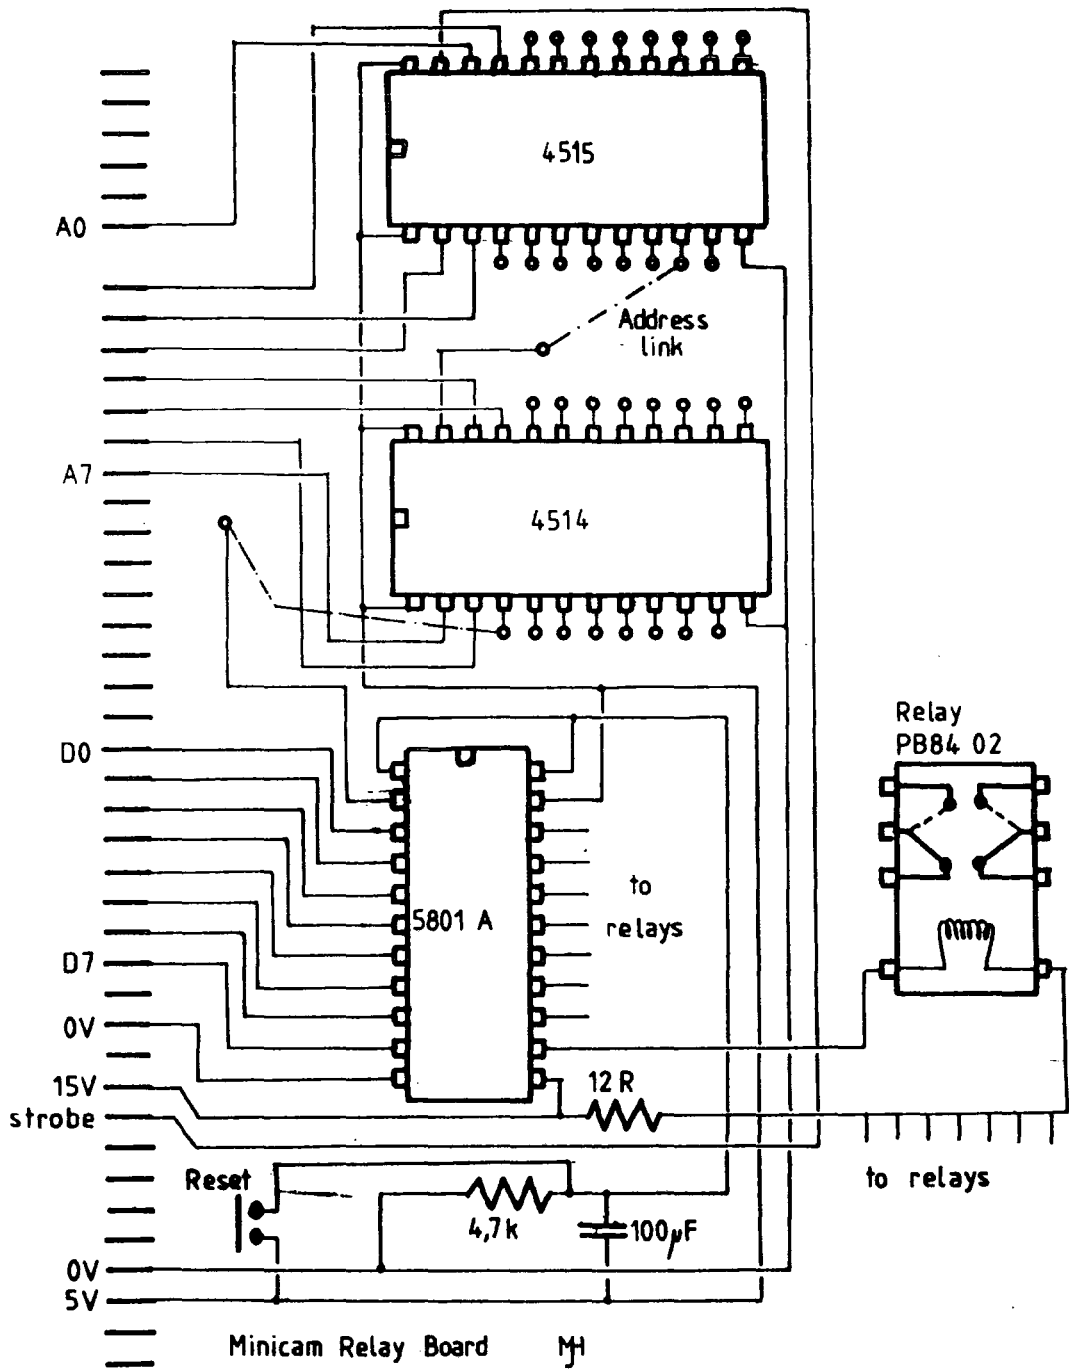 4515
A0
Address
link
A7
4514
Relay
PB84 02
D0
to
relays
5801 A
D7
0V
15V
12 R
strobe
to relays
Reset
4,7k
100µF
0V
5V
Minicam Relay Board MJH